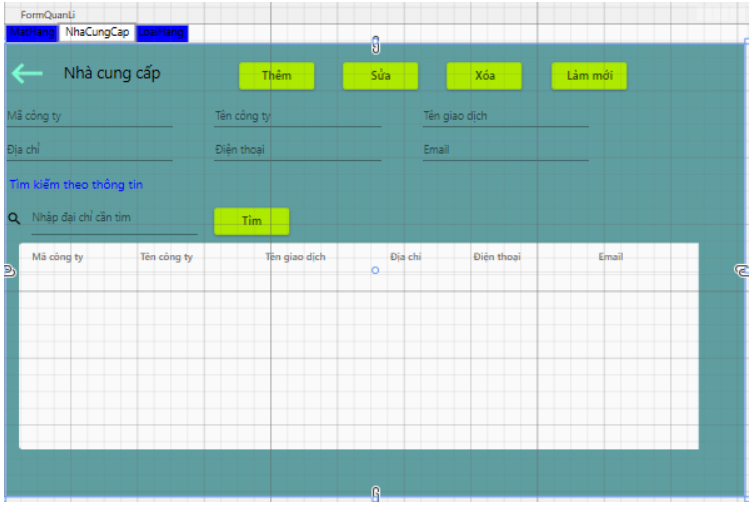 FormQuanLi
MatHang NhaCungCap LoaiHang
Nhà cung cấp Thêm Sửa Xóa Làm mới
Mã công ty Tên công ty Tên giao dịch
Địa chỉ Điện thoại Email
Tìm kiếm theo thông tin
Nhập đại chỉ cần tìm Tìm
Mã công ty Tên công ty Tên giao dịch Địa chỉ Điện thoại Email